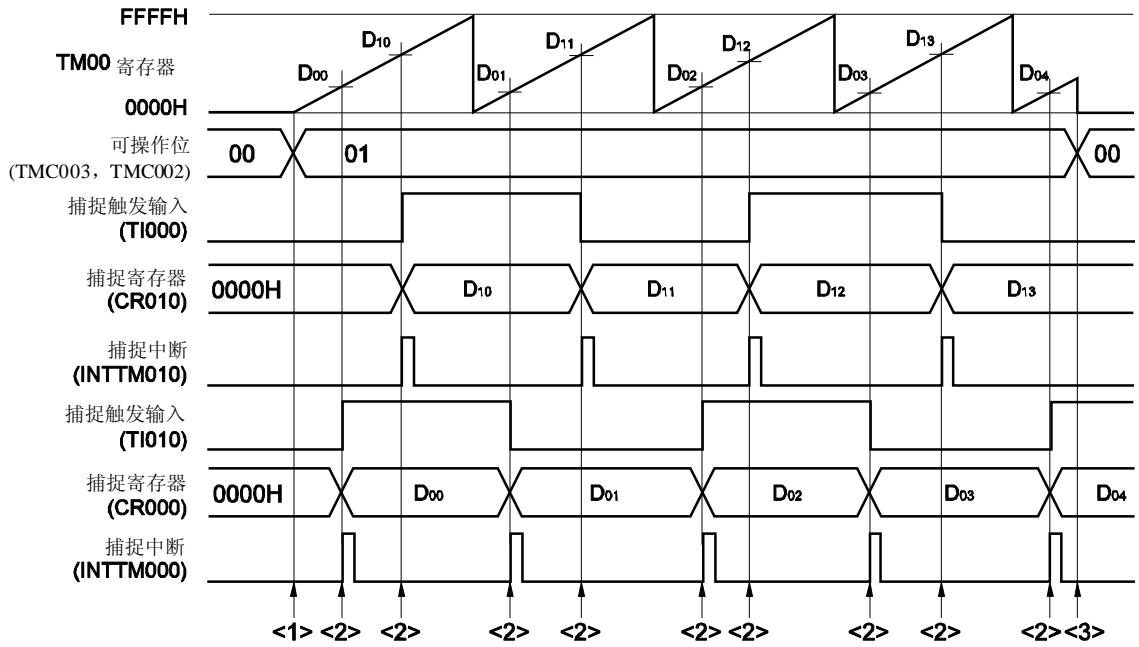 FFFFH
D10 D11 D12 D13
TM00 寄存器
D00 D01 D02 D03 D04
0000H
可操作位
(TMC003，TMC002)
00 01 00
捕捉触发输入
(TI000)
捕捉寄存器
(CR010)
0000H D10 D11 D12 D13
捕捉中断
(INTTM010)
捕捉触发输入
(TI010)
捕捉寄存器
(CR000)
0000H D00 D01 D02 D03 D04
捕捉中断
(INTTM000)
<1> <2> <2> <2> <2> <2> <2> <2> <2> <2> <3>